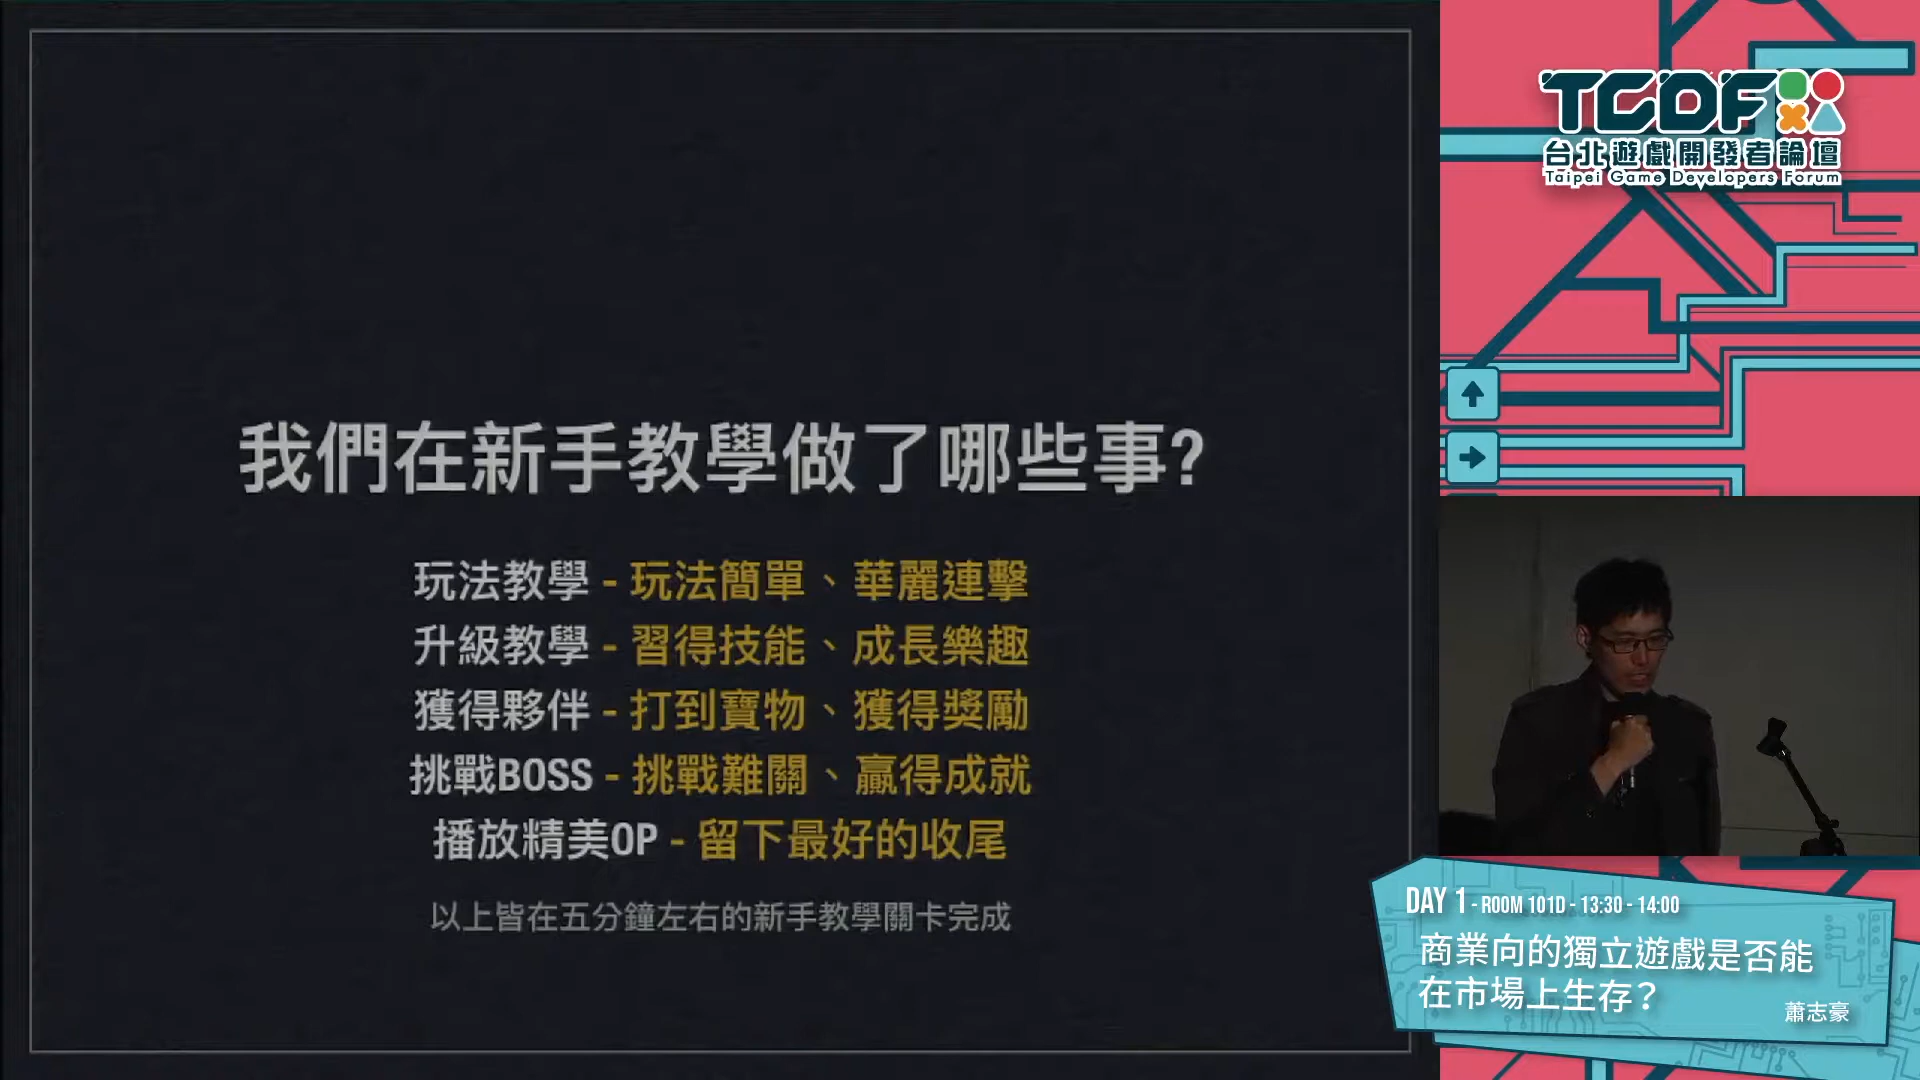 我們在新手教學做了哪些事?
玩法教學 - 玩法簡單、華麗連擊
升級教學 - 習得技能、成長樂趣
獲得夥伴 - 打到寶物、獲得獎勵
挑戰BOSS - 挑戰難關、贏得成就
播放精美OP - 留下最好的收尾
以上皆在五分鐘左右的新手教學關卡完成
TGDF
台北遊戲開發者論壇
Taipei Game Developers Forum
DAY 1 - ROOM 101D - 13:30 - 14:00
商業向的獨立遊戲是否能
在市場上生存？
蕭志豪